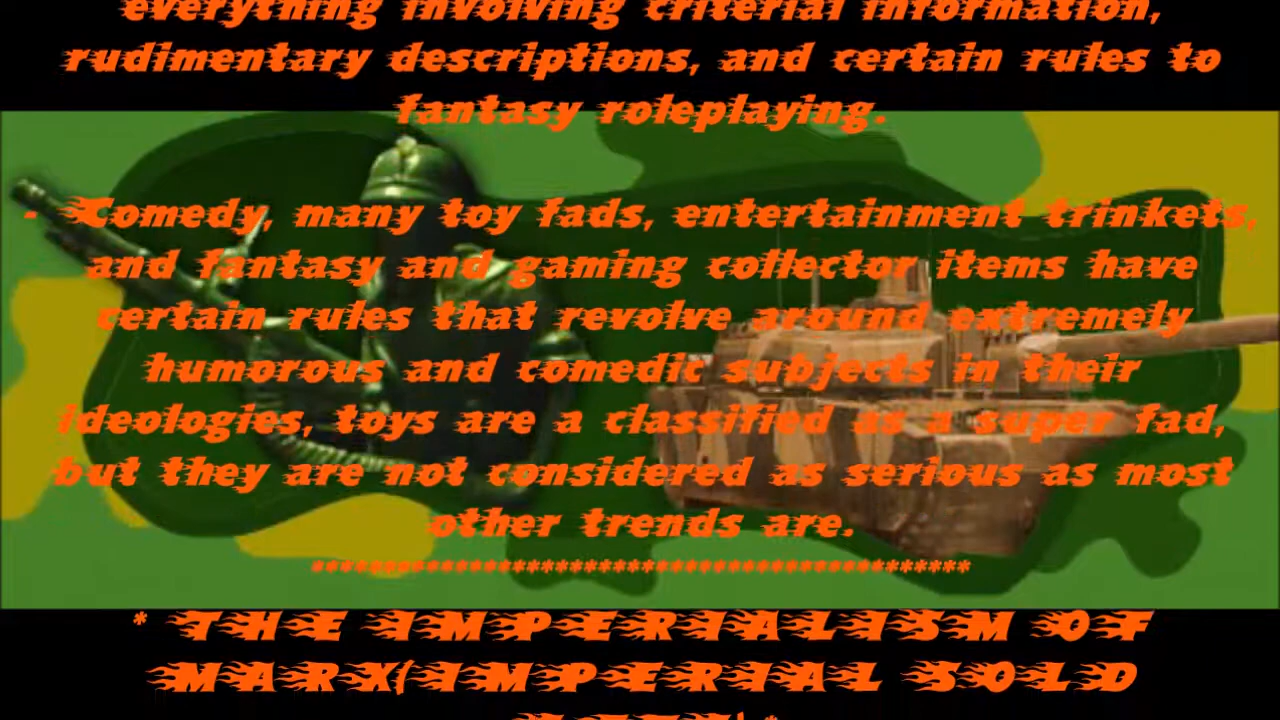 everything involving criterial information,
rudimentary descriptions, and certain rules to
fantasy roleplaying.
- Comedy, many toy fads, entertainment trinkets,
and fantasy and gaming collector items have
certain rules that revolve around extremely
humorous and comedic subjects in their
ideologies, toys are a classified as a super fad,
but they are not considered as serious as most
other trends are.
**********************************************
* THE IMPERIALISM OF
MARX(IMPERIAL SOLD